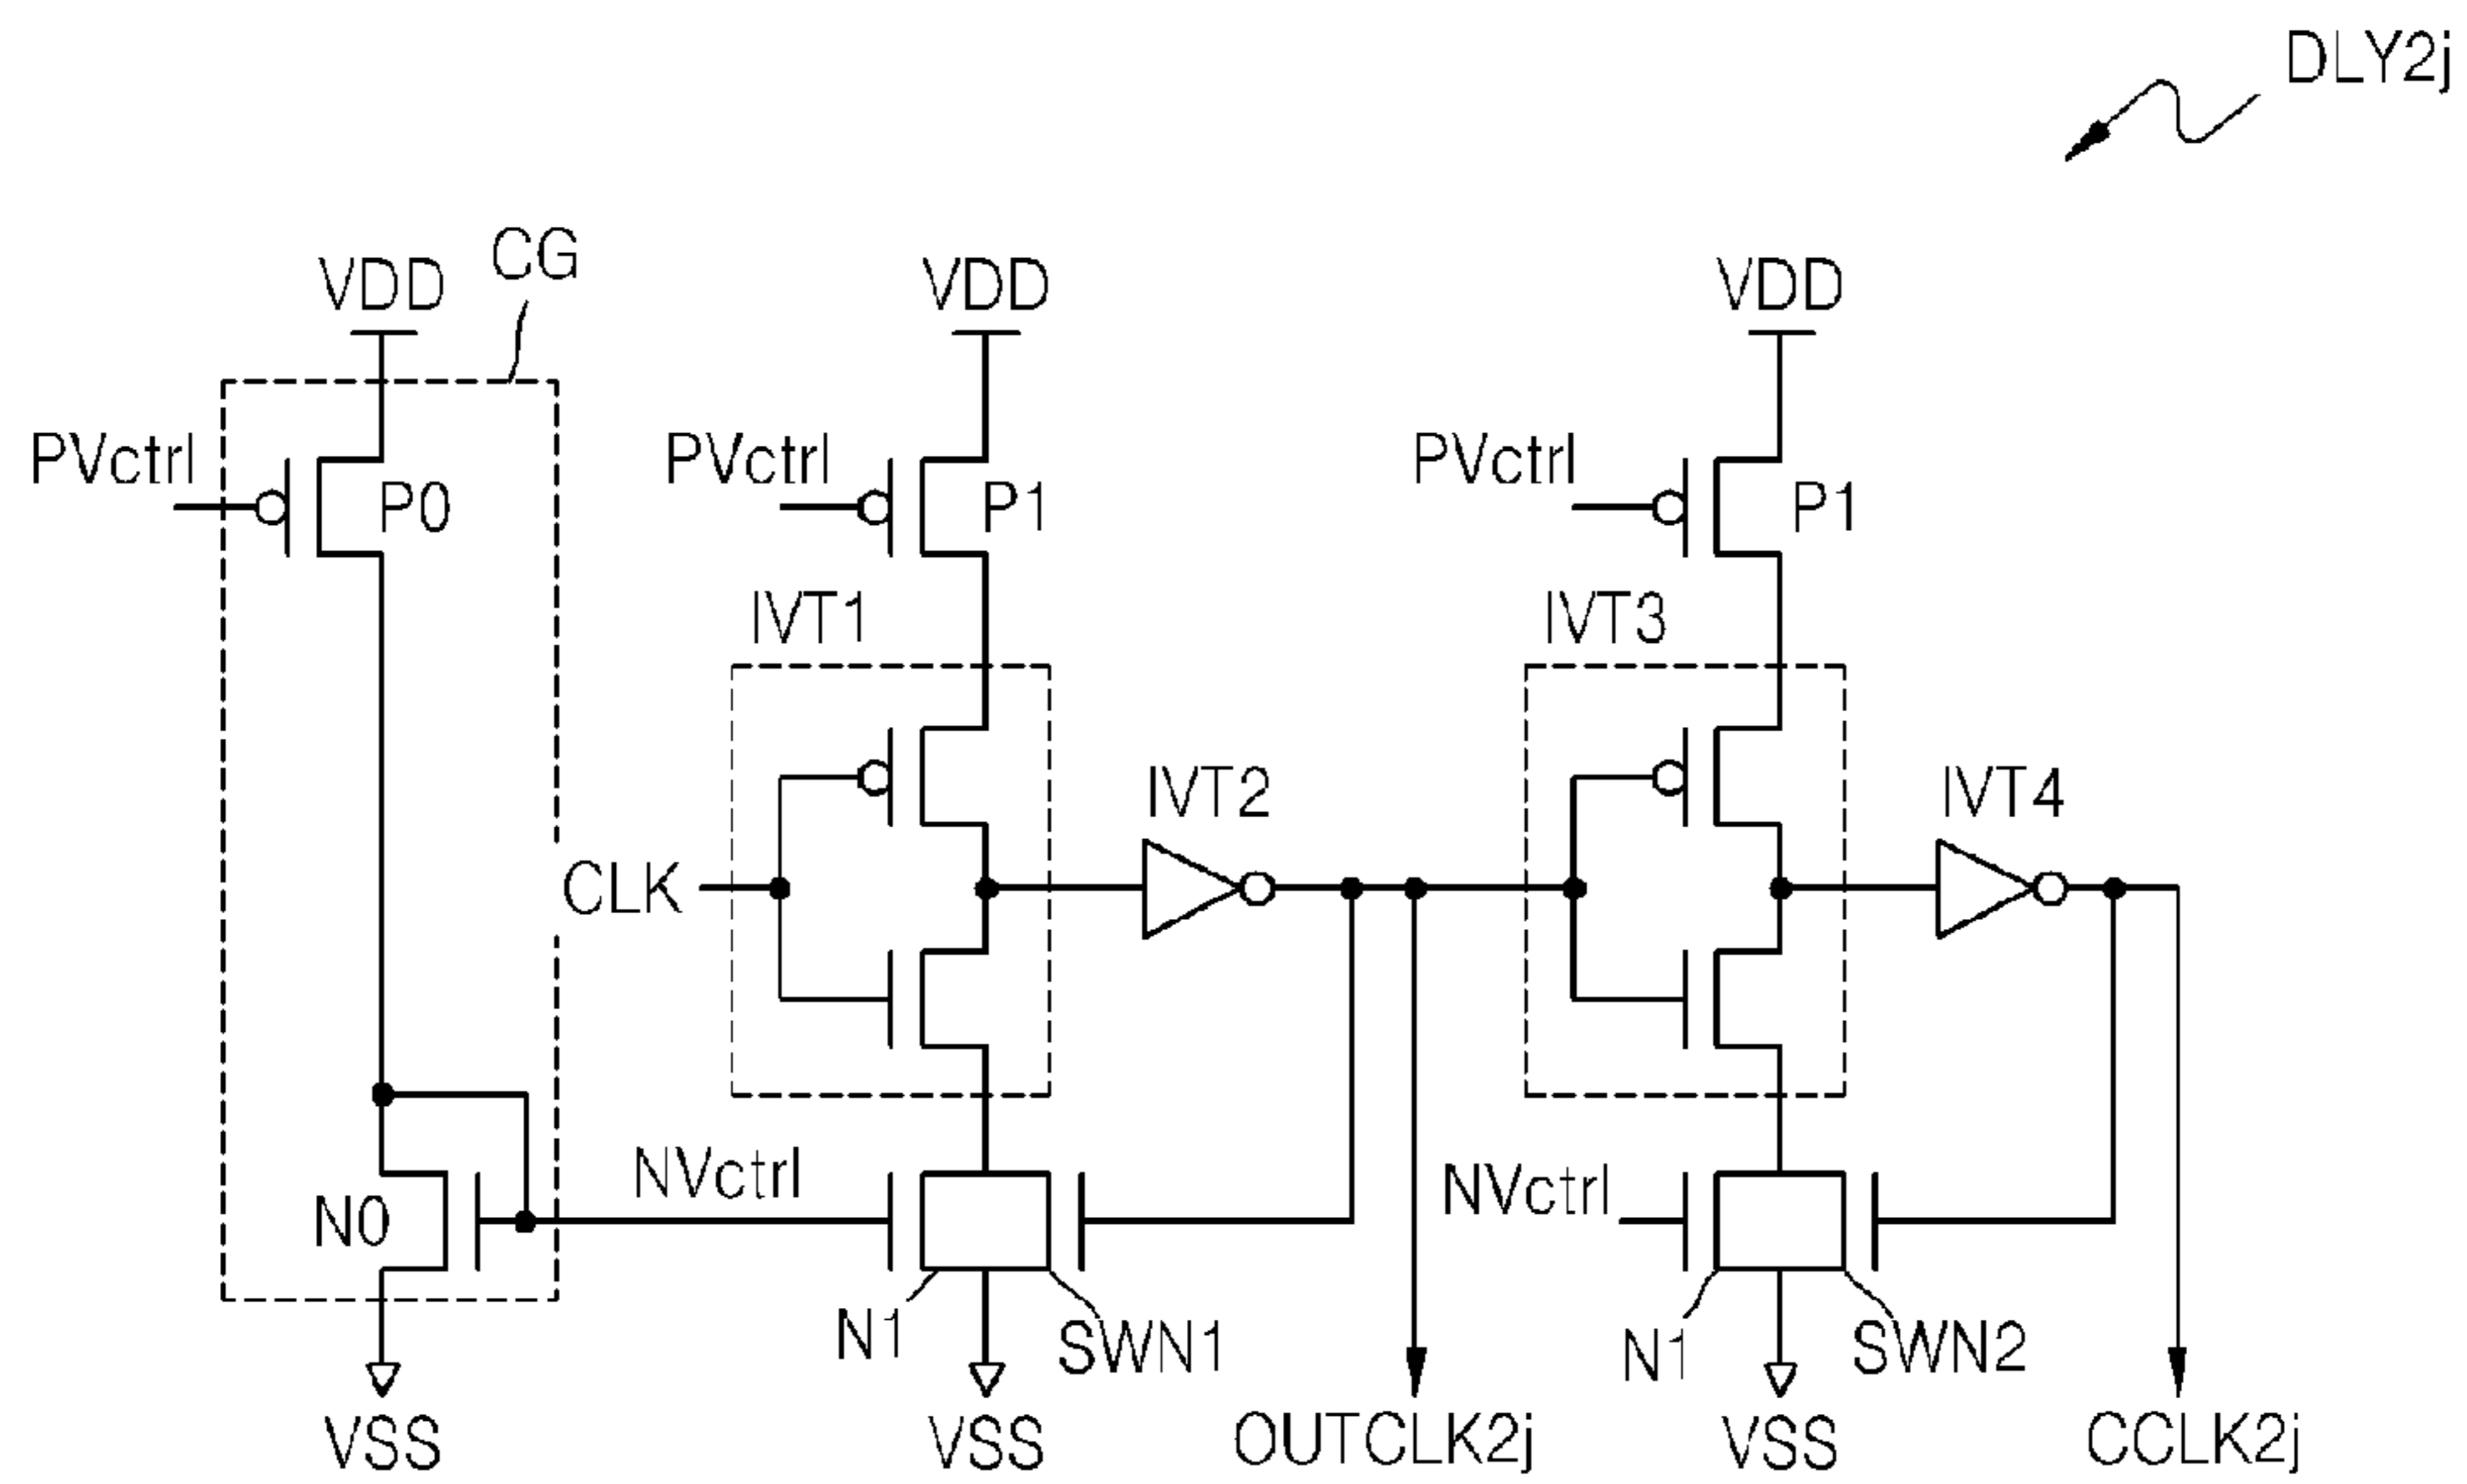 DLY2j
CG
VDD
VDD
VDD
PVctrl
P0
PVctrl
P1
PVctrl
P1
IVT1
IVT3
IVT2
IVT4
CLK
NVctrl
NVctrl
N0
N1
SWN1
N1
SWN2
VSS
VSS
OUTCLK2j
VSS
CCLK2j